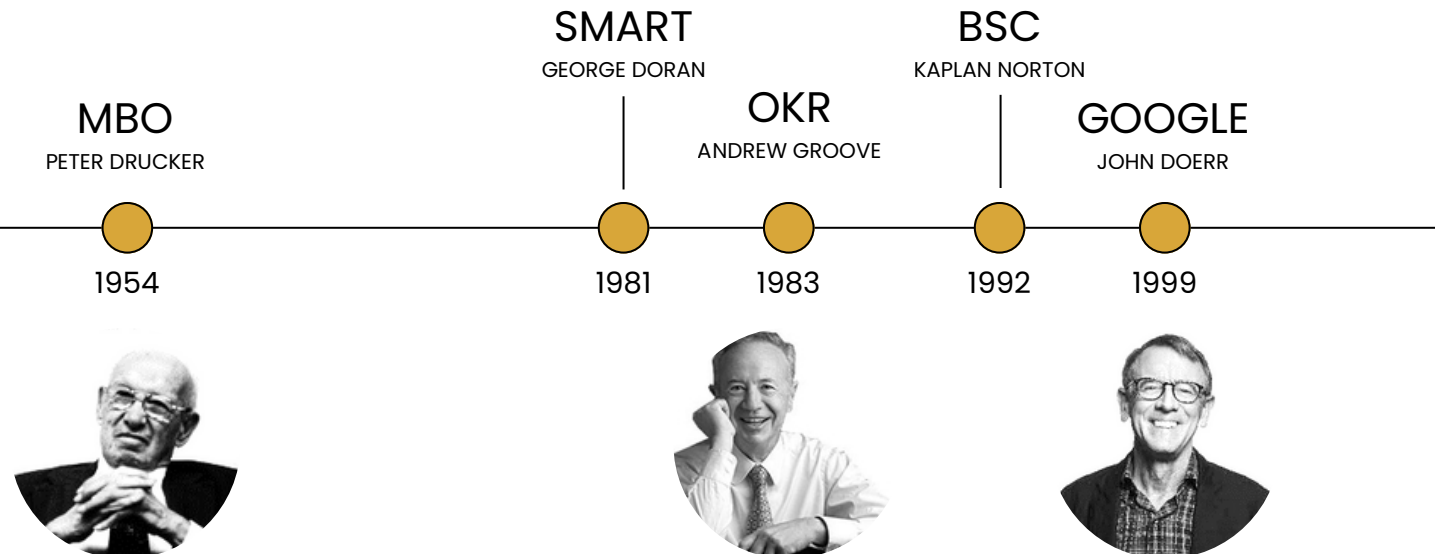 MBO
PETER DRUCKER
1954
SMART
GEORGE DORAN
1981
OKR
ANDREW GROOVE
1983
BSC
KAPLAN NORTON
1992
GOOGLE
JOHN DOERR
1999